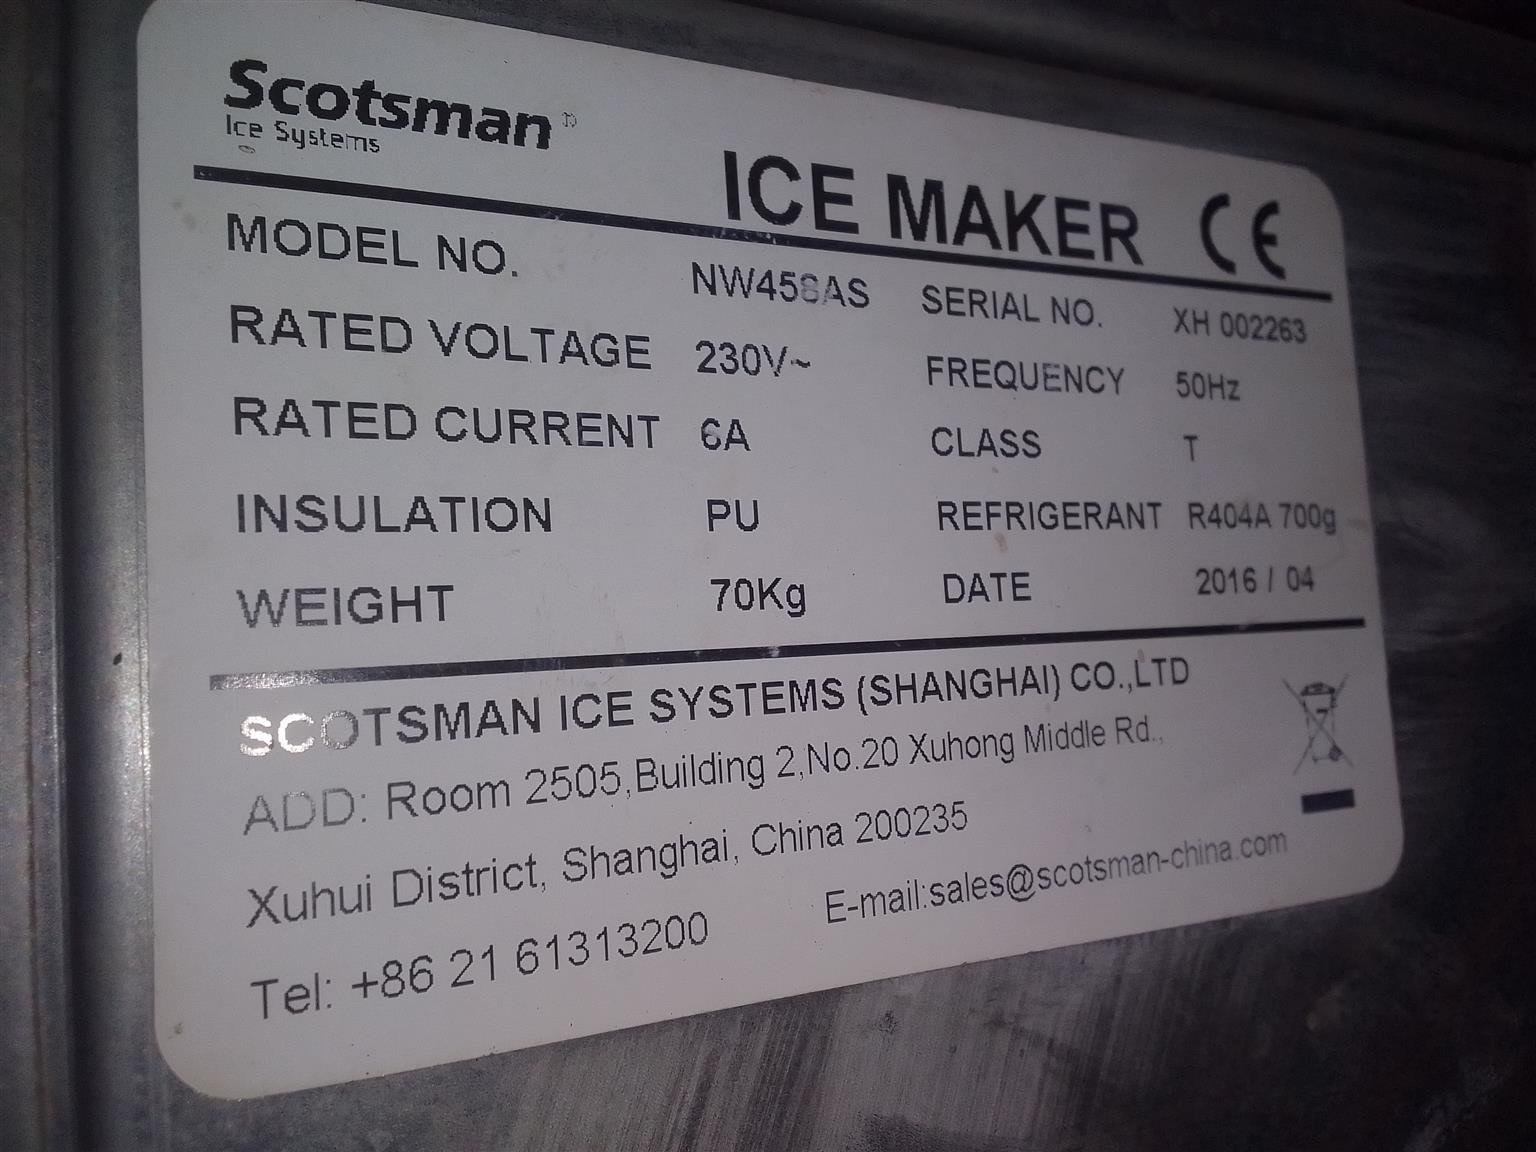 Scotsman
Ice Systems
ICE MAKER CE
MODEL NO. NW458AS SERIAL NO. XH 002263
RATED VOLTAGE 230V~ FREQUENCY 50Hz
RATED CURRENT 6A CLASS T
INSULATION PU REFRIGERANT R404A 700g
WEIGHT 70Kg DATE 2016 / 04
SCOTSMAN ICE SYSTEMS (SHANGHAI) CO.,LTD
ADD: Room 2505,Building 2,No.20 Xuhong Middle Rd.,
Xuhui District, Shanghai, China 200235
Tel: +86 21 61313200 E-mail:sales@scotsman-china.com